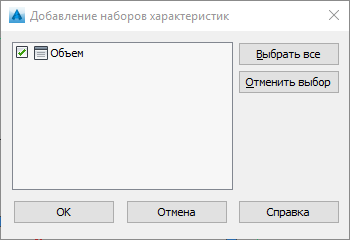 Добавление наборов характеристик
Объем
Выбрать все
Отменить выбор
OK
Отмена
Справка